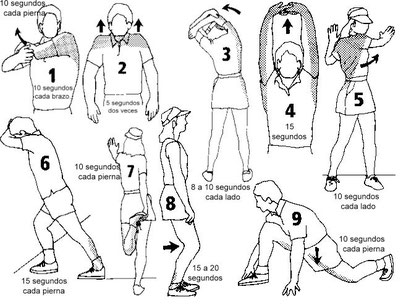 10 segundos
cada pierna
1
10 segundos
cada brazo
2
5 segundos
dos veces
3
8 a 10 segundos
cada lado
4
15
segundos
5
10 segundos
cada lado
6
15 segundos
cada pierna
10 segundos
cada pierna
7
8
15 a 20
segundos
9
10 segundos
cada pierna